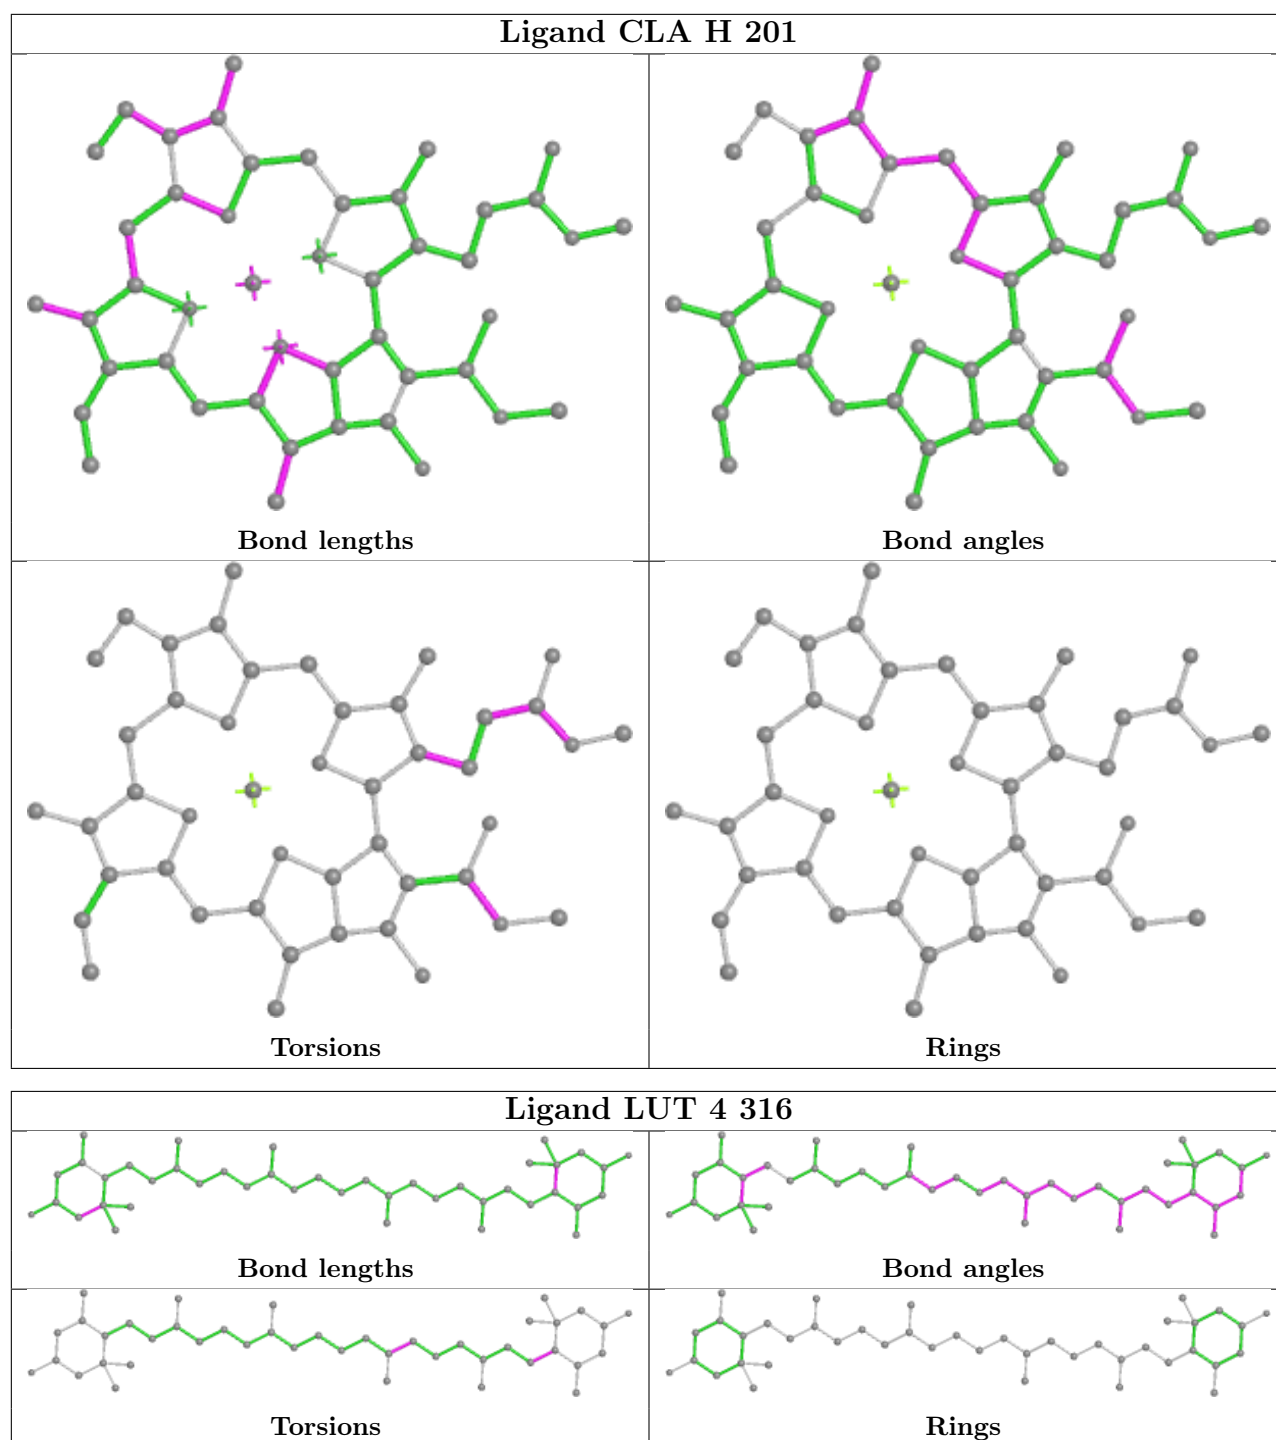 Ligand CLA H 201
Bond lengths
Bond angles
Torsions
Rings
Ligand LUT 4 316
Bond lengths
Bond angles
Torsions
Rings